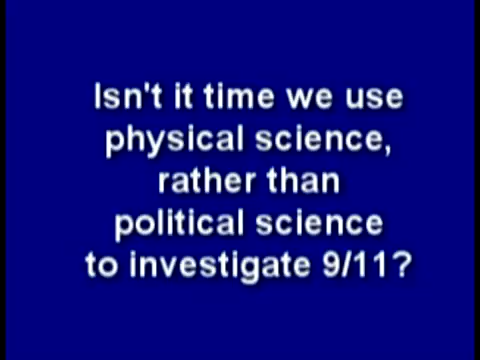 Isn't it time we use
physical science,
rather than
political science
to investigate 9/11?